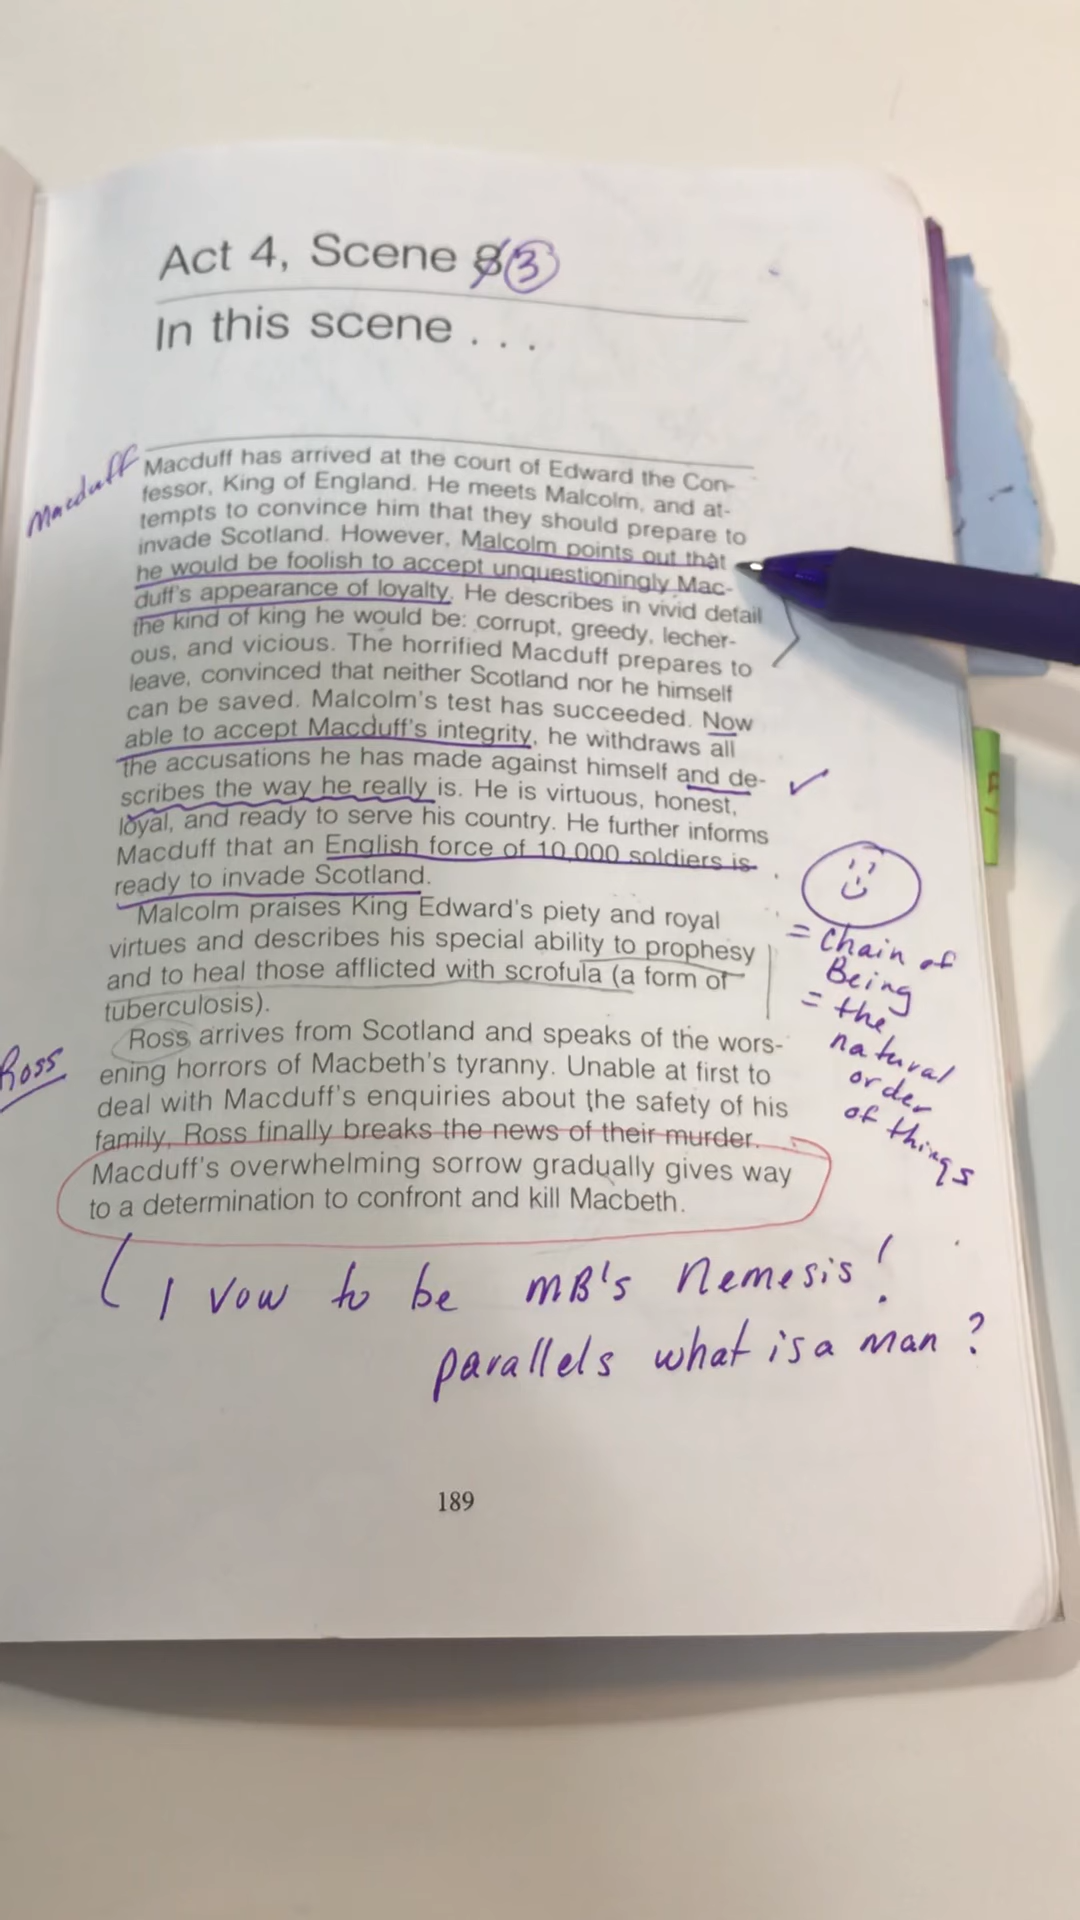 Act 4, Scene 8 3
In this scene . . .
Macduff
Macduff has arrived at the court of Edward the Con-
fessor, King of England. He meets Malcolm, and at-
tempts to convince him that they should prepare to
invade Scotland. However, Malcolm points out that
he would be foolish to accept unquestioningly Mac-
duff's appearance of loyalty. He describes in vivid detail
the kind of king he would be: corrupt, greedy, lecher-
ous, and vicious. The horrified Macduff prepares to
leave, convinced that neither Scotland nor he himself
can be saved. Malcolm's test has succeeded. Now
able to accept Macduff's integrity, he withdraws all
the accusations he has made against himself and de-
scribes the way he really is. He is virtuous, honest,
loyal, and ready to serve his country. He further informs
Macduff that an English force of 10,000 soldiers is
ready to invade Scotland.
Malcolm praises King Edward's piety and royal
virtues and describes his special ability to prophesy
and to heal those afflicted with scrofula (a form of
tuberculosis).
= Chain of
Being
= the
natural
order
of things
Ross
Ross arrives from Scotland and speaks of the wors-
ening horrors of Macbeth's tyranny. Unable at first to
deal with Macduff's enquiries about the safety of his
family, Ross finally breaks the news of their murder.
Macduff's overwhelming sorrow gradually gives way
to a determination to confront and kill Macbeth.
I vow to be MB's Nemesis!
parallels what is a man?
189